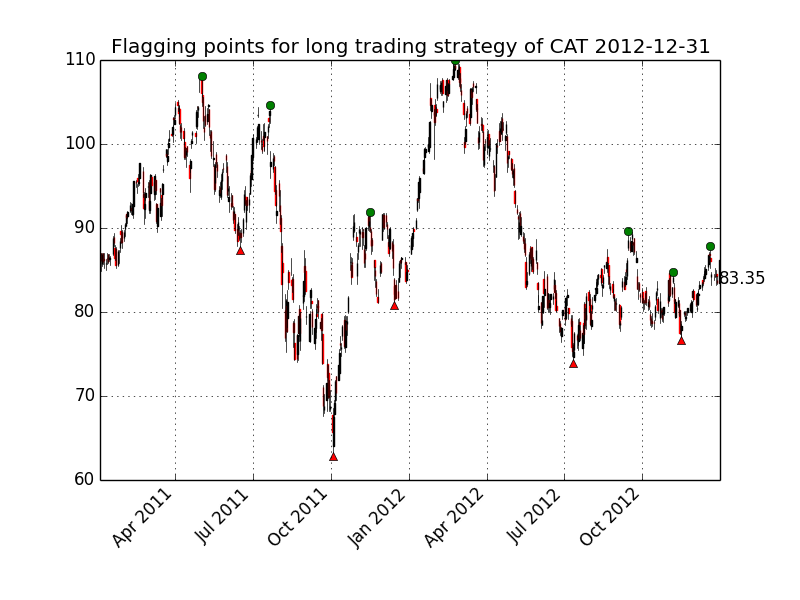 Flagging points for long trading strategy of CAT 2012-12-31
110
100
90
83.35
80
70
60
Apr 2011
Jul 2011
Oct 2011
Jan 2012
Apr 2012
Jul 2012
Oct 2012